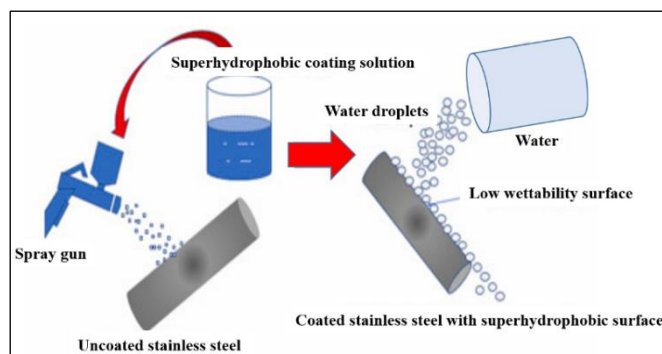 Superhydrophobic coating solution
Water droplets
Water
Low wettability surface
Spray gun
Coated stainless steel with superhydrophobic surface
Uncoated stainless steel